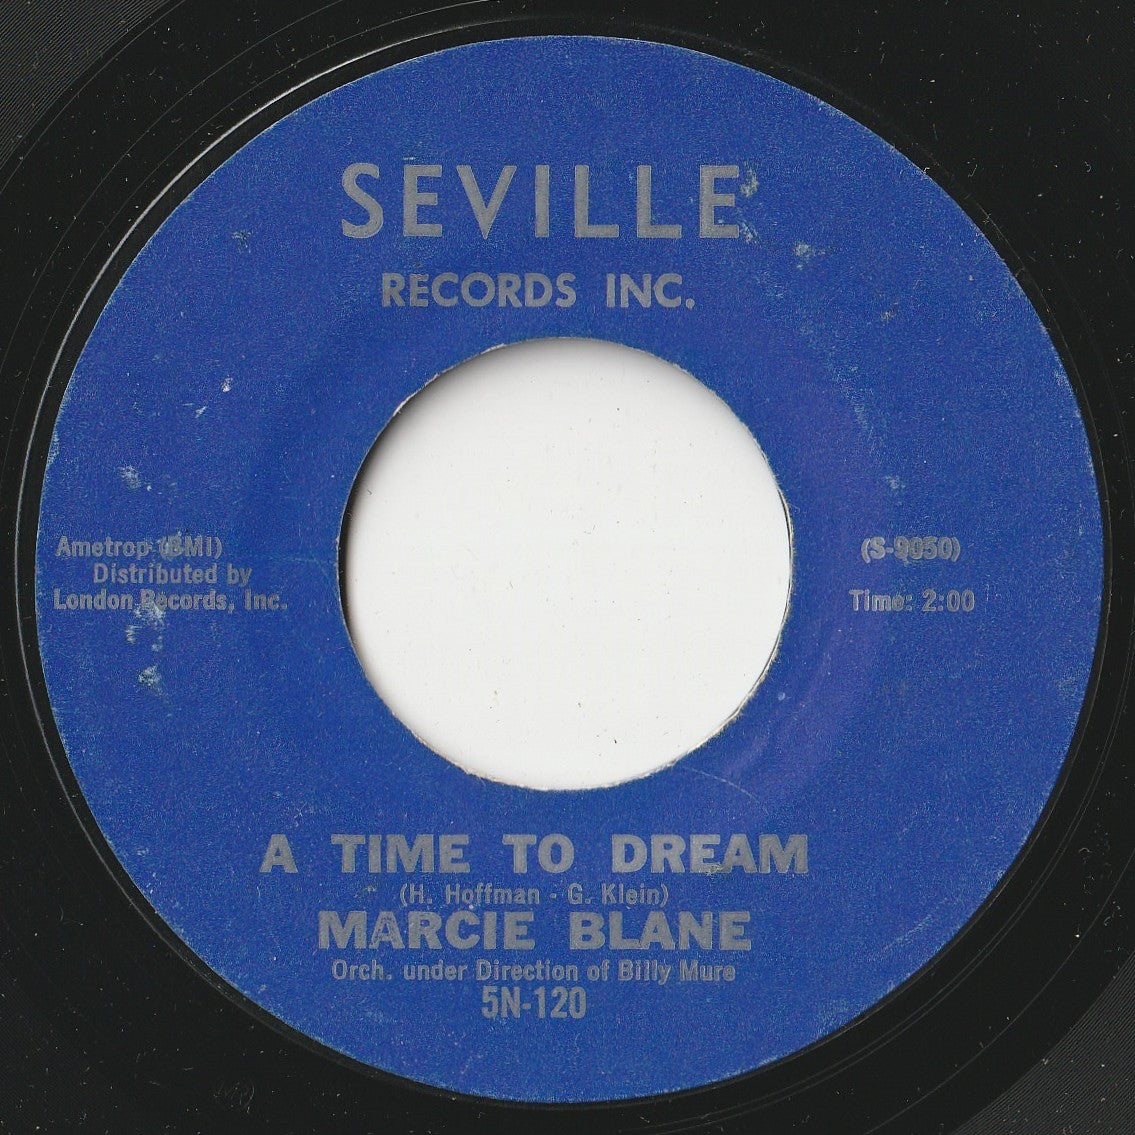 SEVILLE
RECORDS INC.
Ametrop (BMI)
Distributed by
London Records, Inc.
(S-9050)
Time: 2:00
A TIME TO DREAM
(H. Hoffman - G. Klein)
MARCIE BLANE
Orch. under Direction of Billy Mure
5N-120